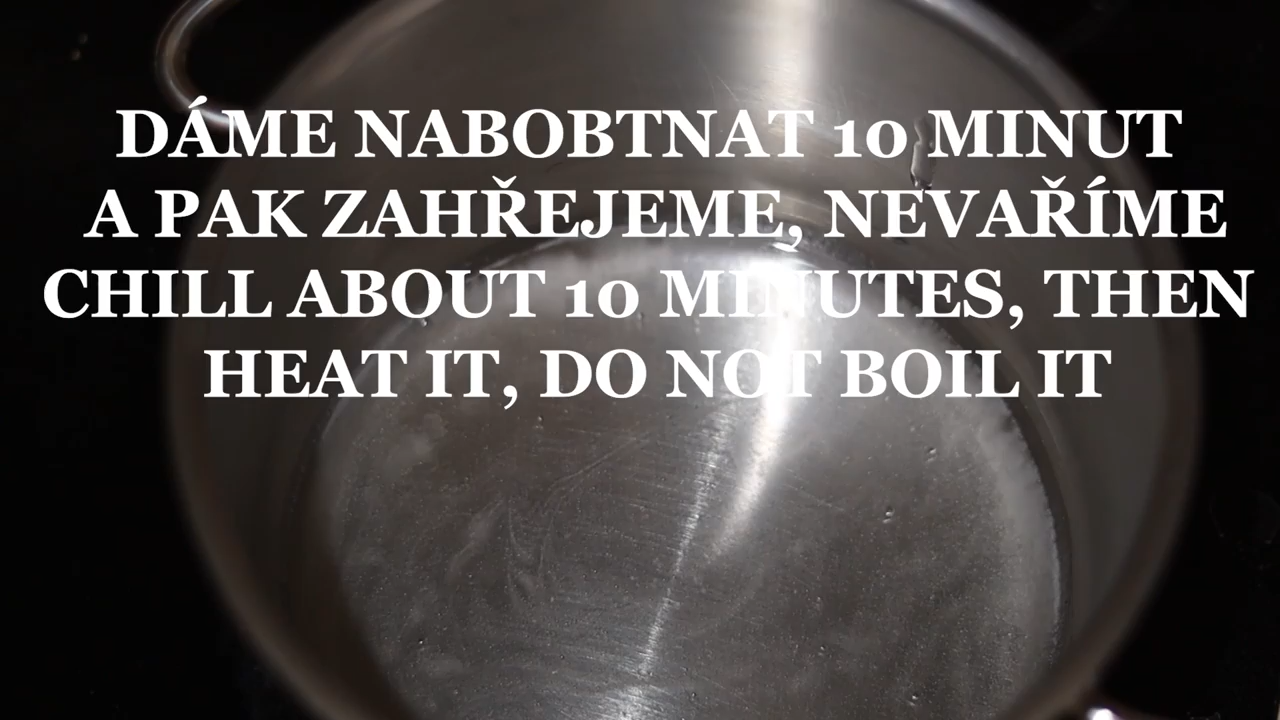 DÁME NABOBTNAT 10 MINUT
A PAK ZAHŘEJEME, NEVAŘÍME
CHILL ABOUT 10 MINUTES, THEN
HEAT IT, DO NOT BOIL IT